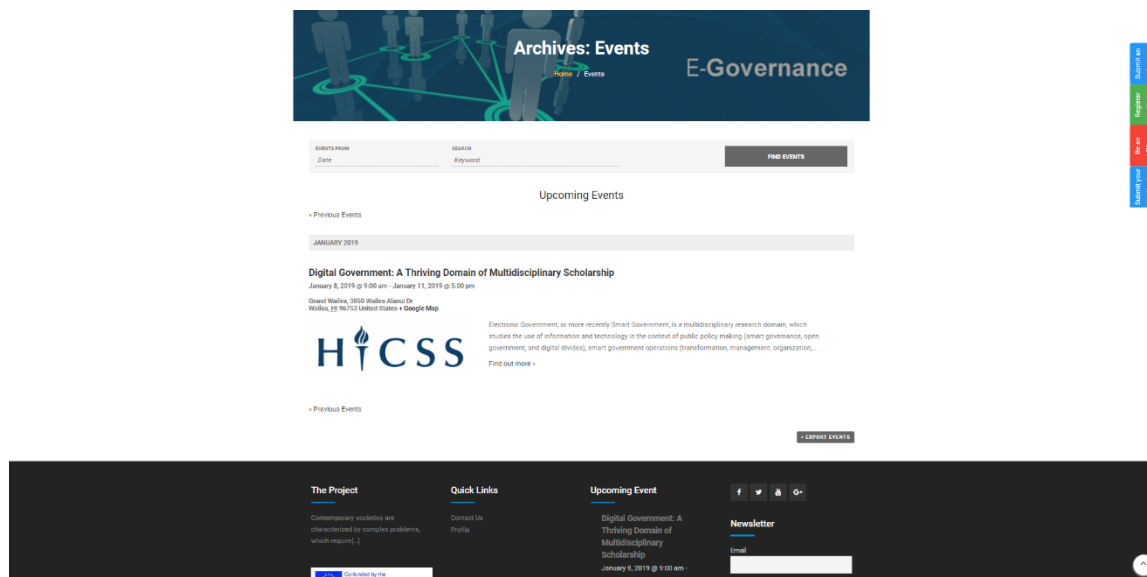 Archives: Events
Home / Events
E-Governance
Submit an
Register
Be an
Submit your
EVENTS FROM
Date
SEARCH
Keyword
FIND EVENTS
Upcoming Events
« Previous Events
JANUARY 2019
Digital Government: A Thriving Domain of Multidisciplinary Scholarship
January 8, 2019 @ 9:00 am - January 11, 2019 @ 5:00 pm
Grand Wailea, 3850 Wailea Alanui Dr
Wailea, HI 96753 United States + Google Map
HICSS
Electronic Government, or more recently Smart Government, is a multidisciplinary research domain, which
studies the use of information and technology in the context of public policy making (smart governance, open
government, and digital divides), smart government operations (transformation, management, organization,...
Find out more »
« Previous Events
+ EXPORT EVENTS
The Project
Contemporary societies are
characterized by complex problems,
which require[...]
Co-funded by the
Quick Links
Contact Us
Profile
Upcoming Event
Digital Government: A
Thriving Domain of
Multidisciplinary
Scholarship
January 8, 2019 @ 9:00 am -
Newsletter
Email